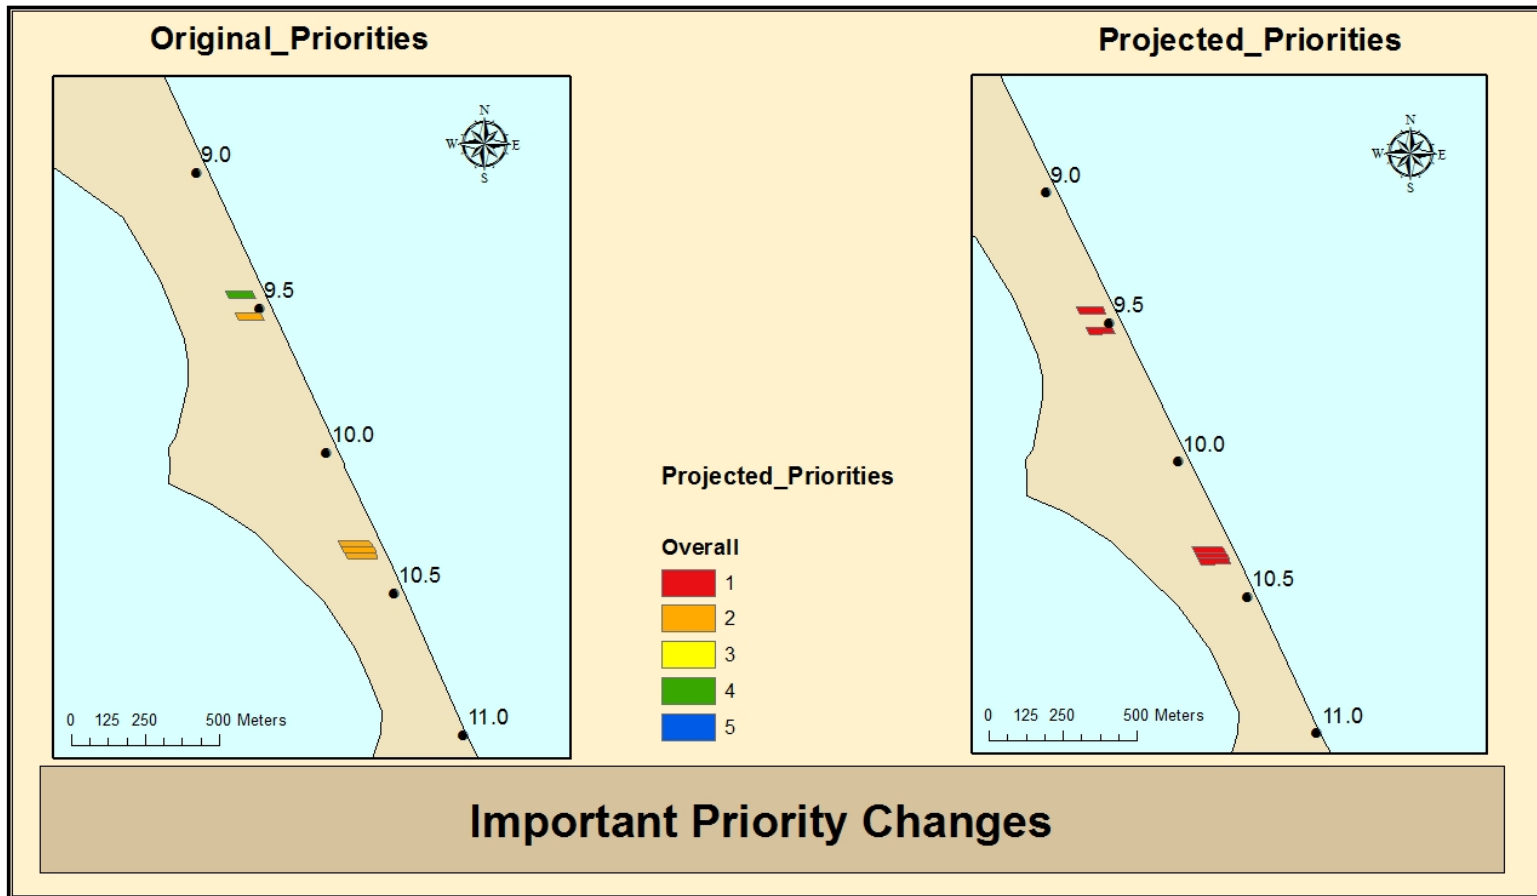 Original_Priorities
Projected_Priorities
N
W E
S
9.0
9.5
10.0
10.5
11.0
0 125 250 500 Meters
Projected_Priorities
Overall
1
2
3
4
5
N
W E
S
9.0
9.5
10.0
10.5
11.0
0 125 250 500 Meters
Important Priority Changes